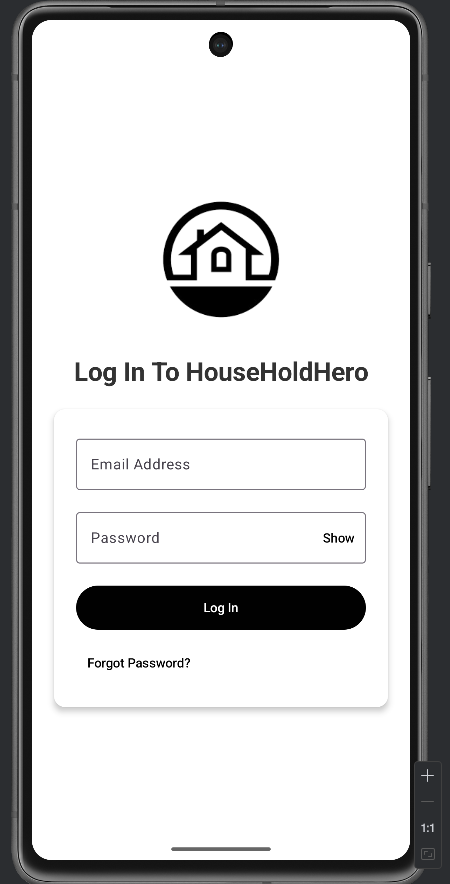 Log In To HouseHoldHero
Email Address
Password
Show
Log In
Forgot Password?
1:1